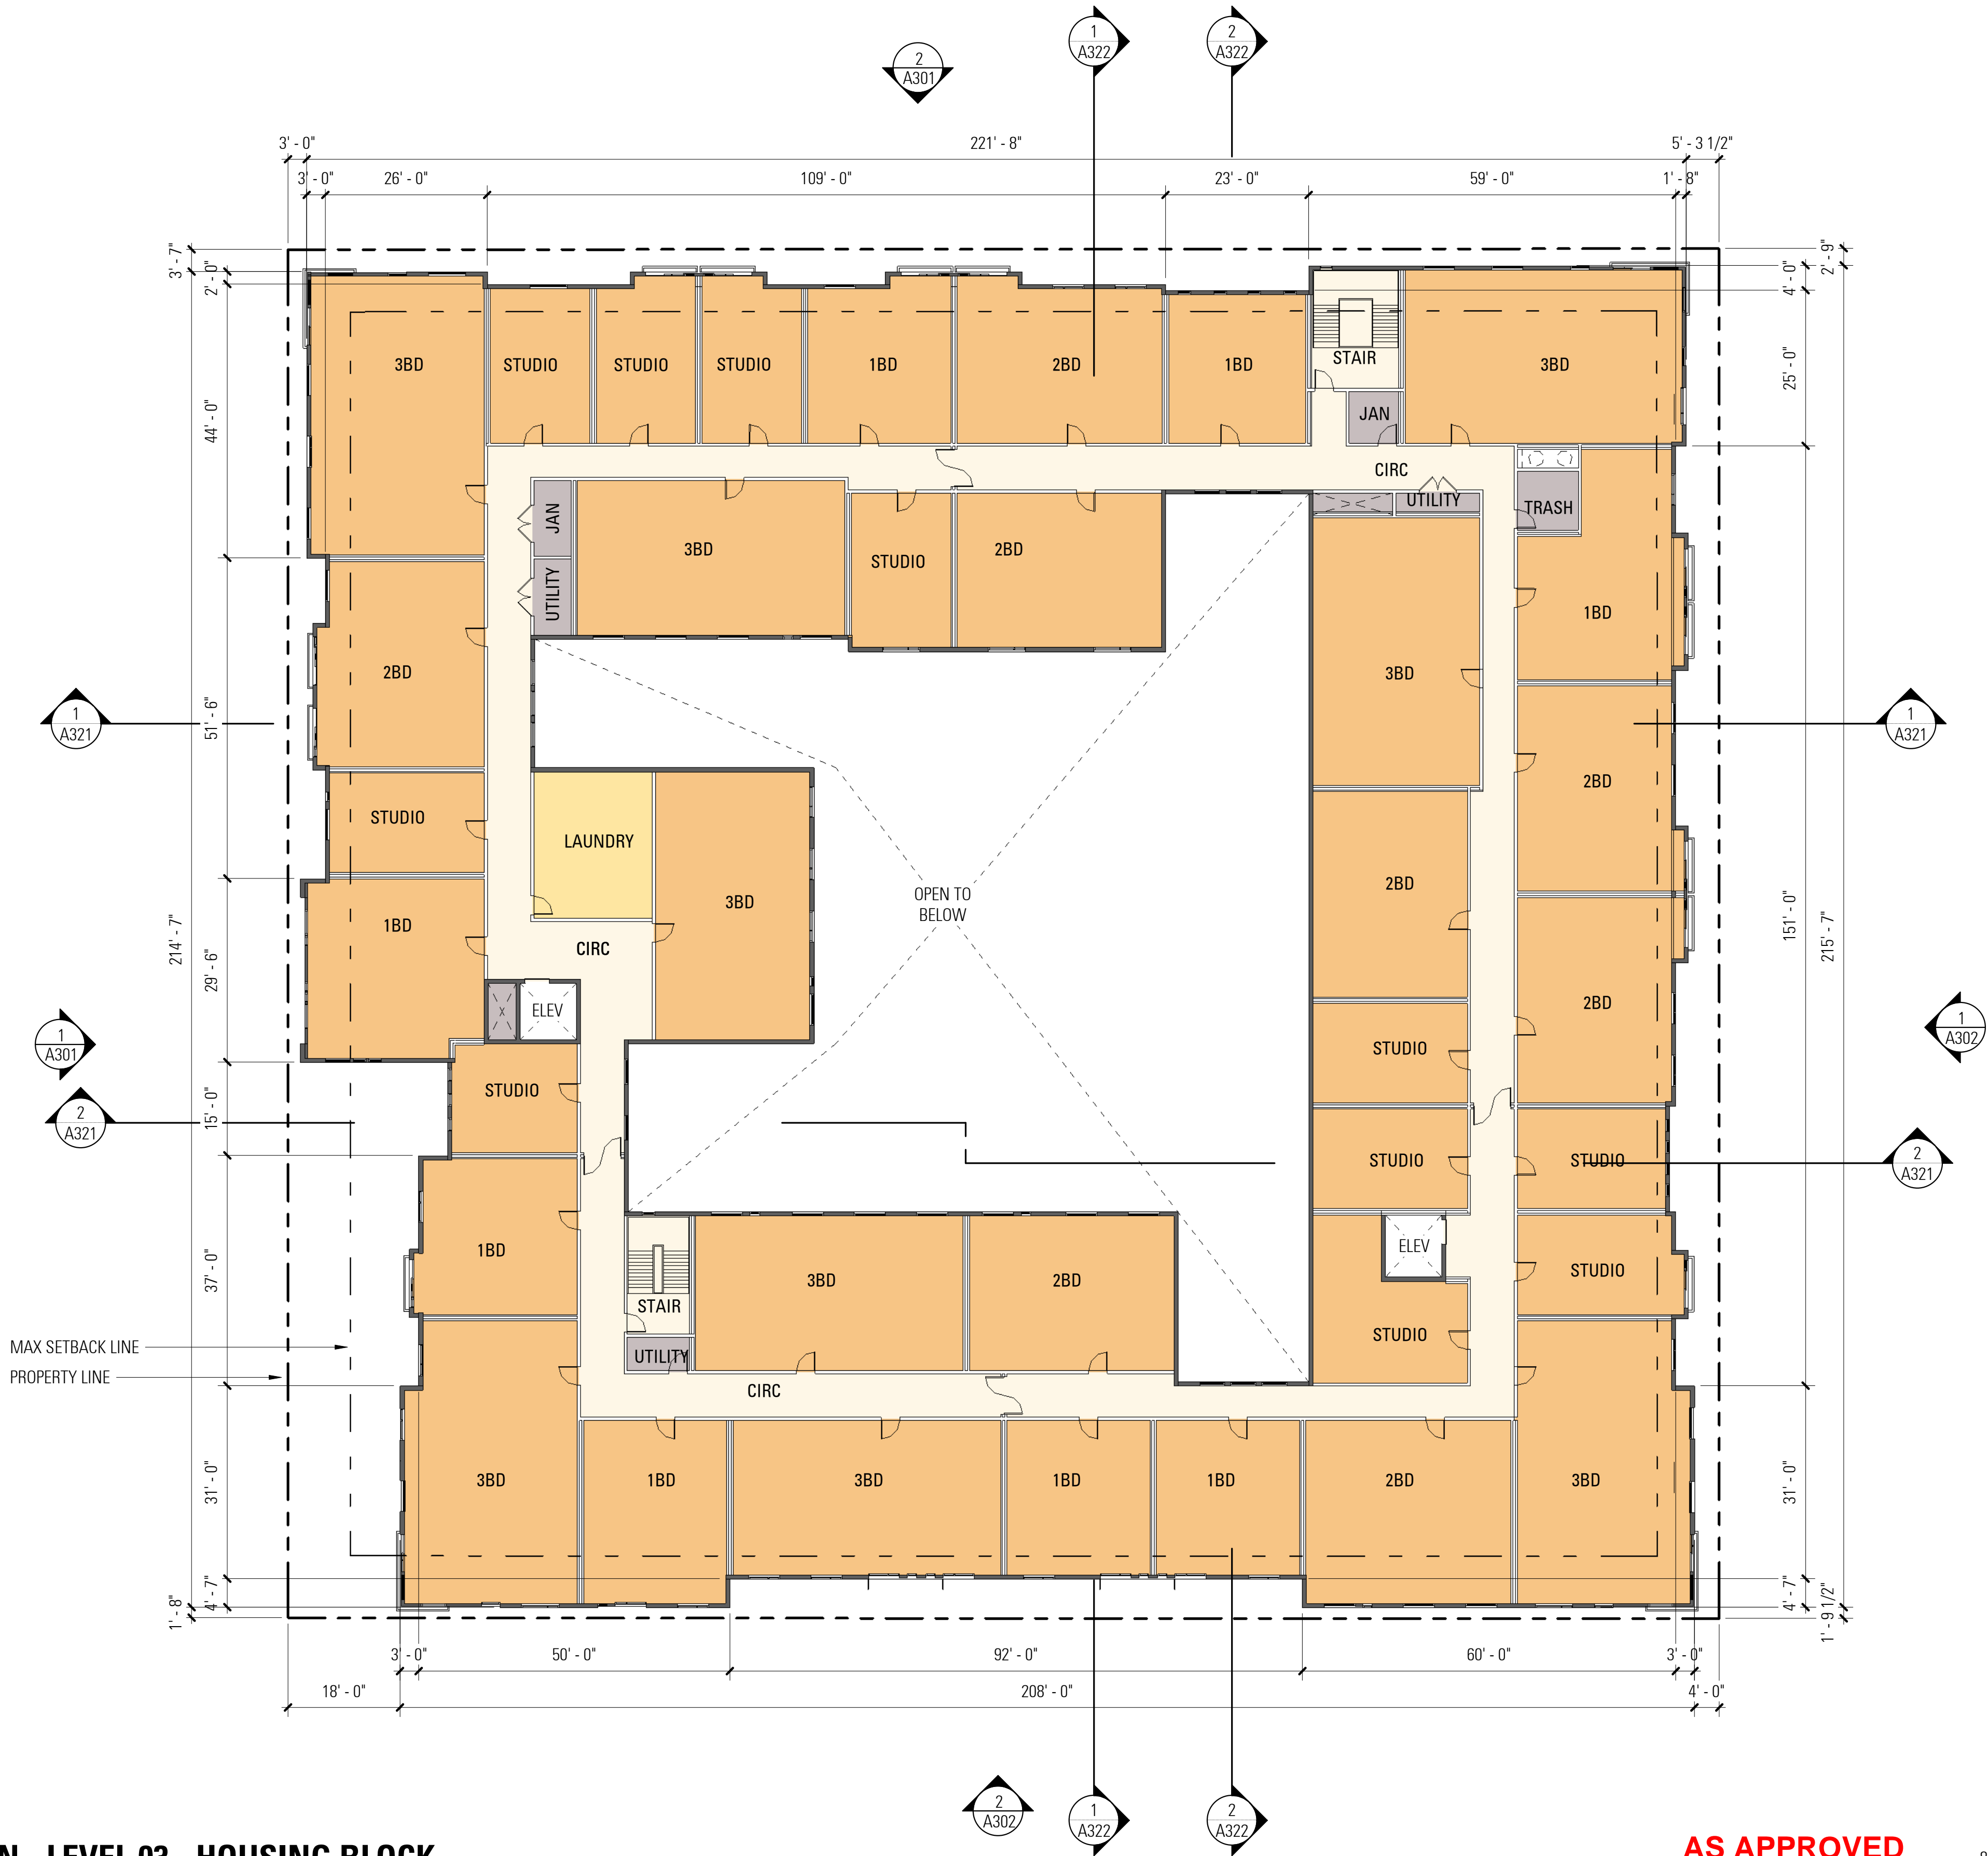 1
A322
2
A322
2
A301
3' - 0"
221' - 8"
5' - 3 1/2"
3' - 0"
26' - 0"
109' - 0"
23' - 0"
59' - 0"
1' - 8"
3' - 7"
2' - 0"
44' - 0"
51' - 6"
214' - 7"
29' - 6"
15' - 0"
37' - 0"
31' - 0"
4' - 7"
1' - 8"
2' - 9"
4' - 0"
25' - 0"
151' - 0"
215' - 7"
31' - 0"
4' - 7"
1' - 9 1/2"
3BD
STUDIO
STUDIO
STUDIO
1BD
2BD
1BD
STAIR
3BD
JAN
CIRC
UTILITY
TRASH
JAN
UTILITY
3BD
STUDIO
2BD
1BD
2BD
3BD
1
A321
1
A321
2BD
STUDIO
LAUNDRY
3BD
2BD
OPEN TO
BELOW
1BD
CIRC
2BD
ELEV
1
A301
1
A302
STUDIO
STUDIO
2
A321
STUDIO
STUDIO
2
A321
1BD
ELEV
STUDIO
3BD
2BD
STAIR
STUDIO
UTILITY
MAX SETBACK LINE
PROPERTY LINE
CIRC
3BD
1BD
3BD
1BD
1BD
2BD
3BD
3' - 0"
50' - 0"
92' - 0"
60' - 0"
3' - 0"
18' - 0"
208' - 0"
4' - 0"
2
A302
1
A322
2
A322
N - LEVEL 03 - HOUSING BLOCK
AS APPROVED